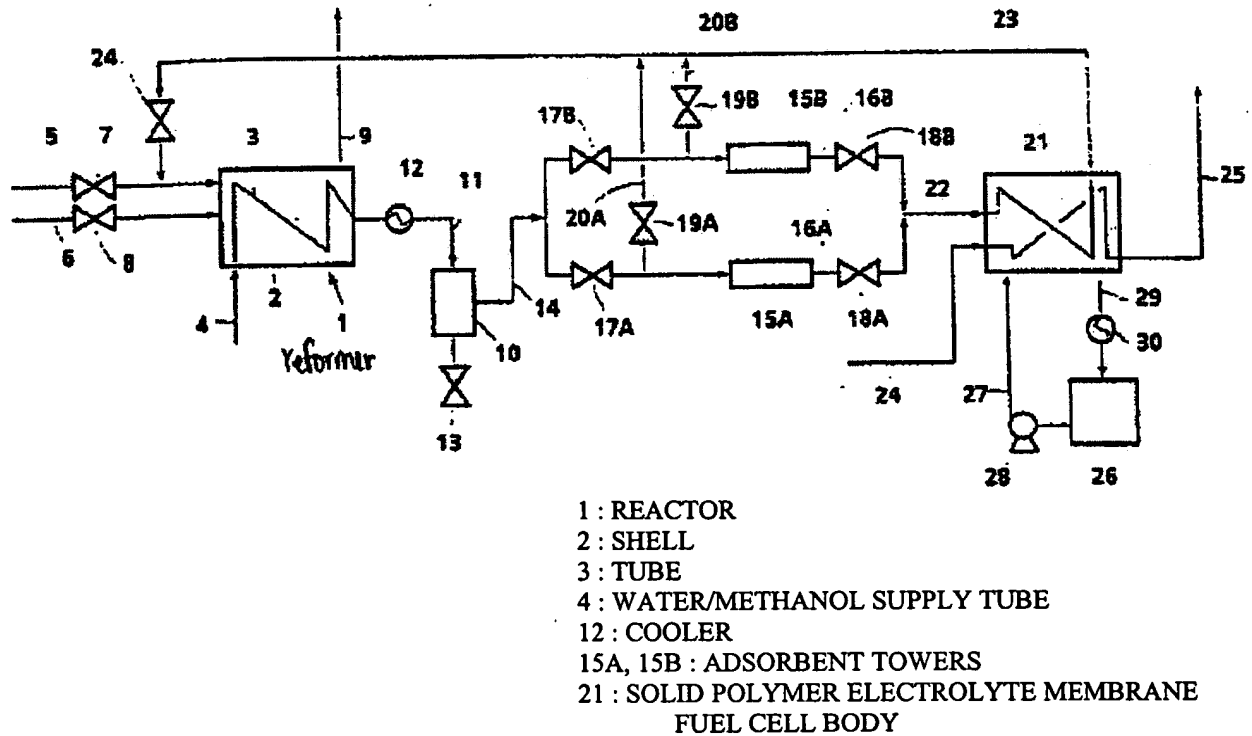 20B 23
24
5 7 3 9
12 11
17B 19B 15B 16B
18B 21
25
22
20A 19A 16A
6 8
4 2 1 10 14
17A 15A 18A
29
30
reformer
24 27
13
28 26
1 : REACTOR
2 : SHELL
3 : TUBE
4 : WATER/METHANOL SUPPLY TUBE
12 : COOLER
15A, 15B : ADSORBENT TOWERS
21 : SOLID POLYMER ELECTROLYTE MEMBRANE
FUEL CELL BODY